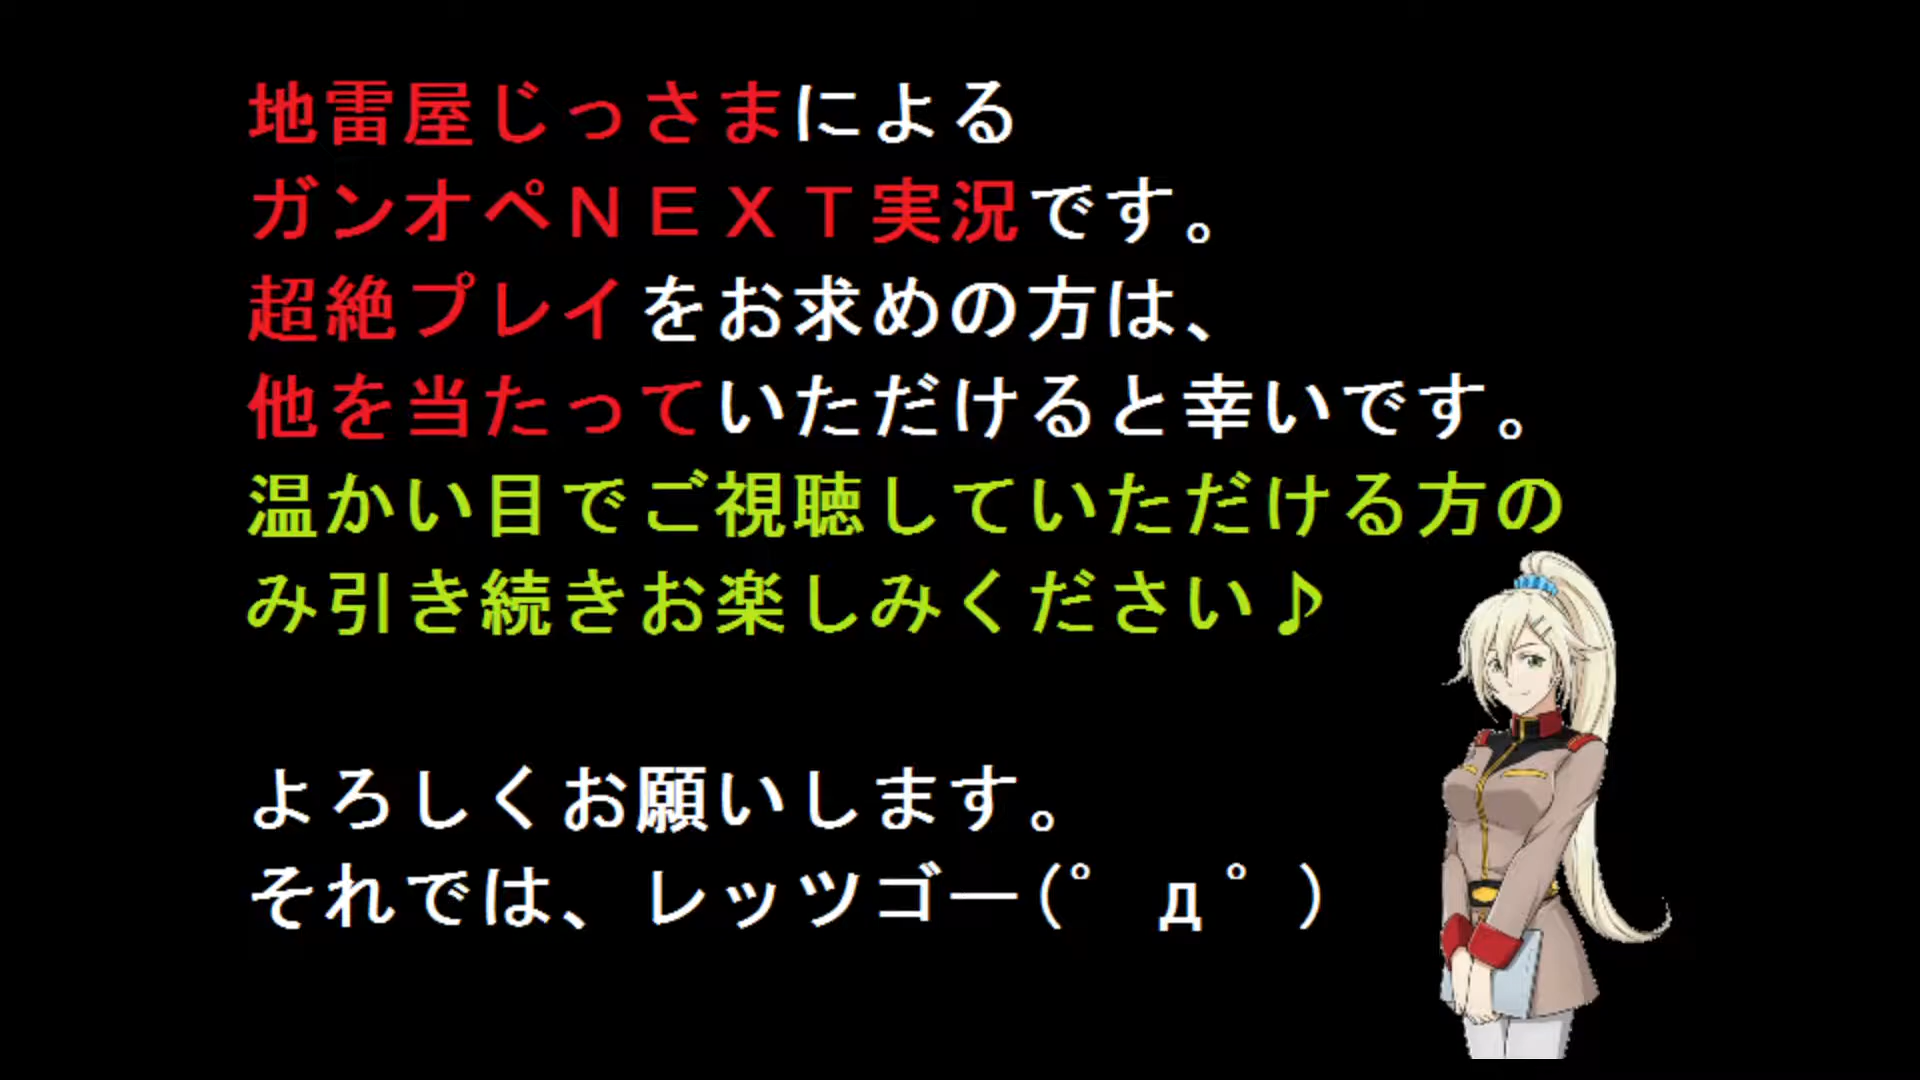 地雷屋じっさまによる
ガンオペＮＥＸＴ実況です。
超絶プレイをお求めの方は、
他を当たっていただけると幸いです。
温かい目でご視聴していただける方の
み引き続きお楽しみください♪
よろしくお願いします。
それでは、レッツゴー(ﾟдﾟ)